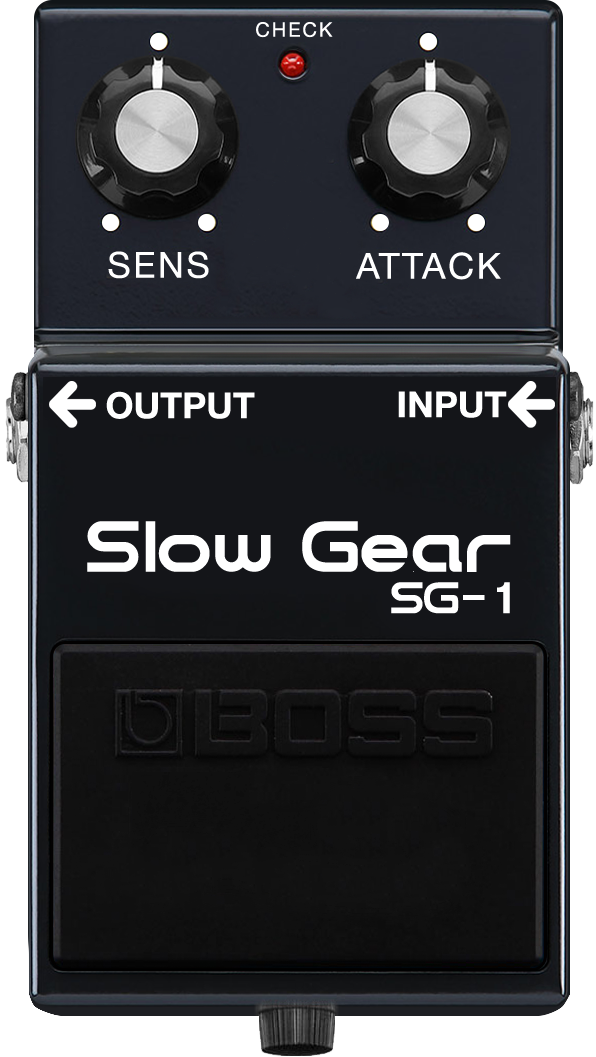 CHECK
SENS ATTACK
OUTPUT INPUT
Slow Gear
SG-1
BOSS